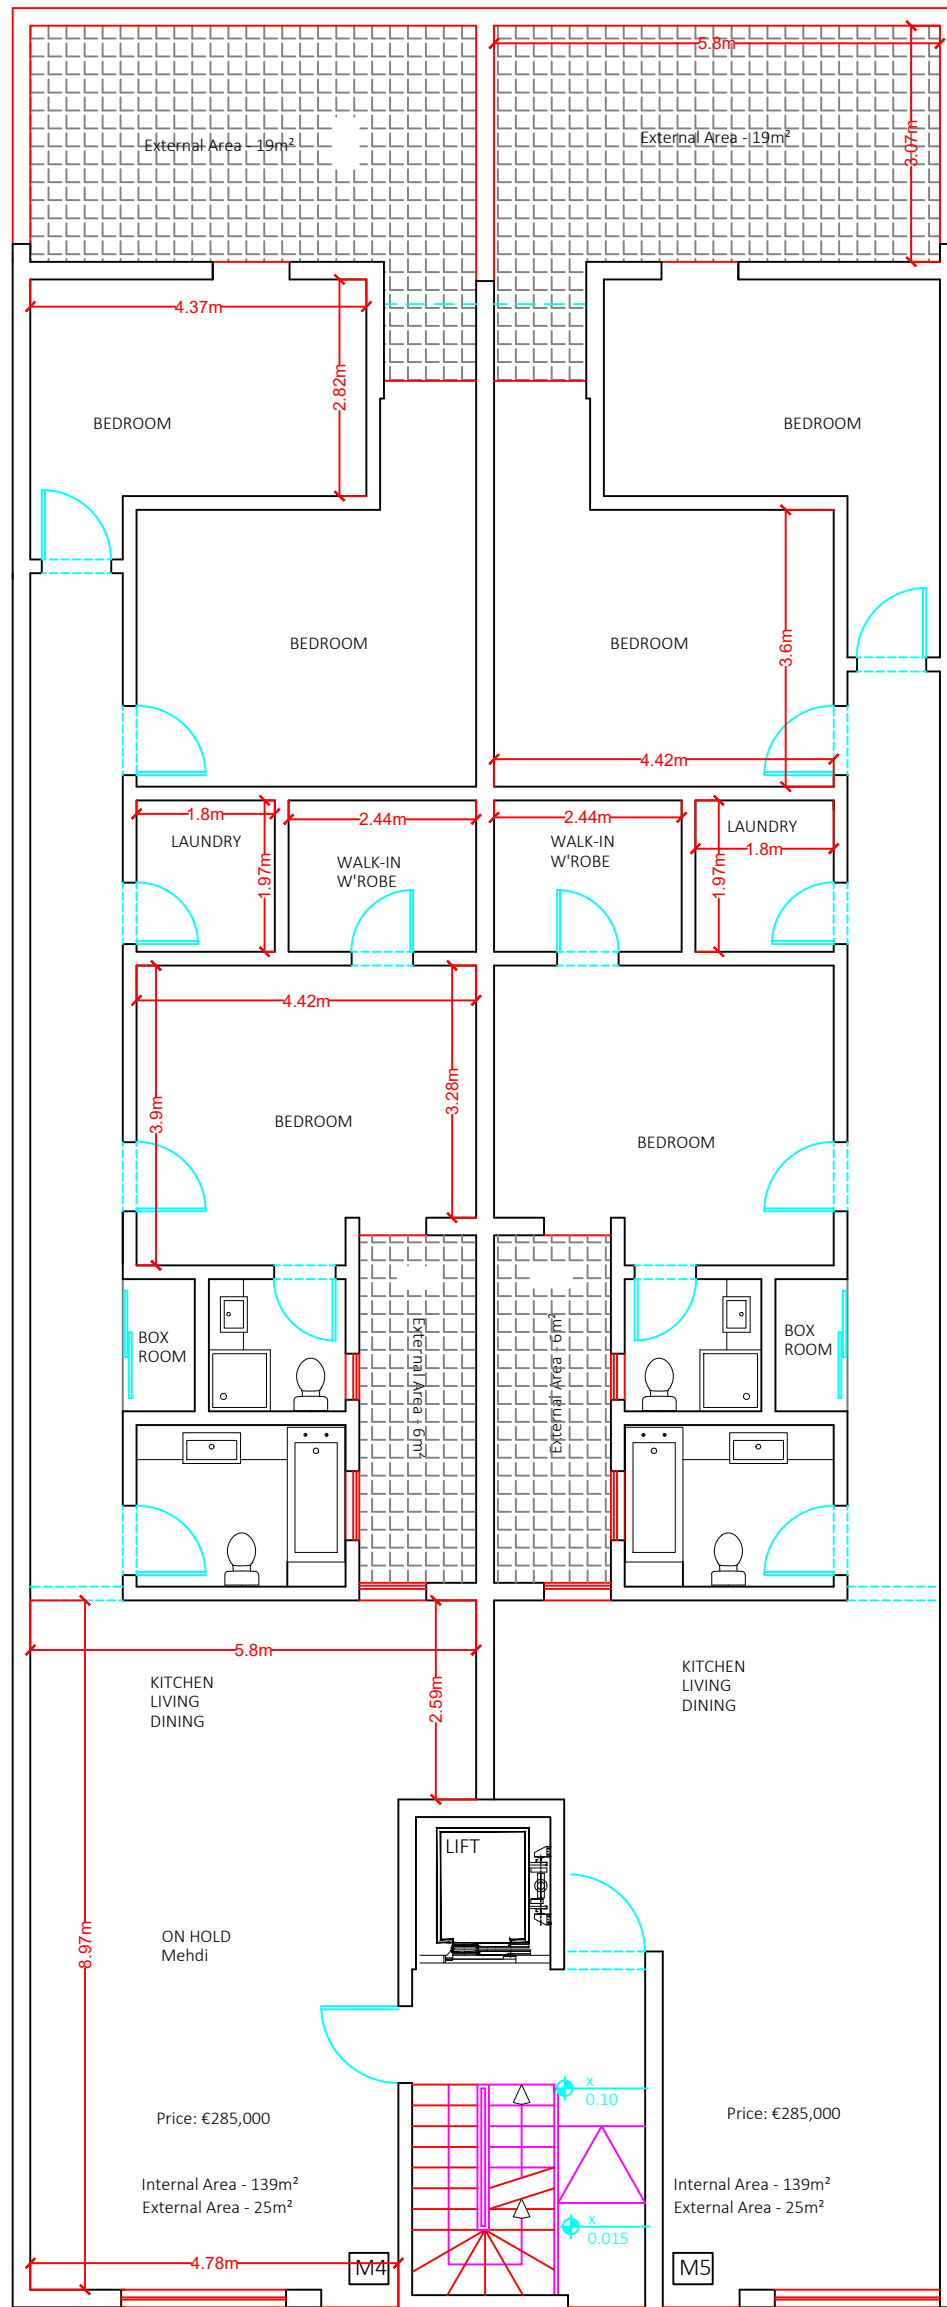 5.8m
External Area - 19m²
External Area - 19m²
3.07m
4.37m
2.82m
BEDROOM
BEDROOM
BEDROOM
BEDROOM
3.6m
4.42m
1.8m
LAUNDRY
1.97m
2.44m
WALK-IN
W'ROBE
2.44m
WALK-IN
W'ROBE
LAUNDRY
1.8m
1.97m
4.42m
3.9m
3.28m
BEDROOM
BEDROOM
BOX
ROOM
External Area - 6m²
External Area - 6m²
BOX
ROOM
5.8m
2.59m
KITCHEN
LIVING
DINING
KITCHEN
LIVING
DINING
LIFT
8.97m
ON HOLD
Mehdi
x
0.10
Price: €285,000
Price: €285,000
Internal Area - 139m²
External Area - 25m²
Internal Area - 139m²
External Area - 25m²
x
0.015
4.78m
M4
M5